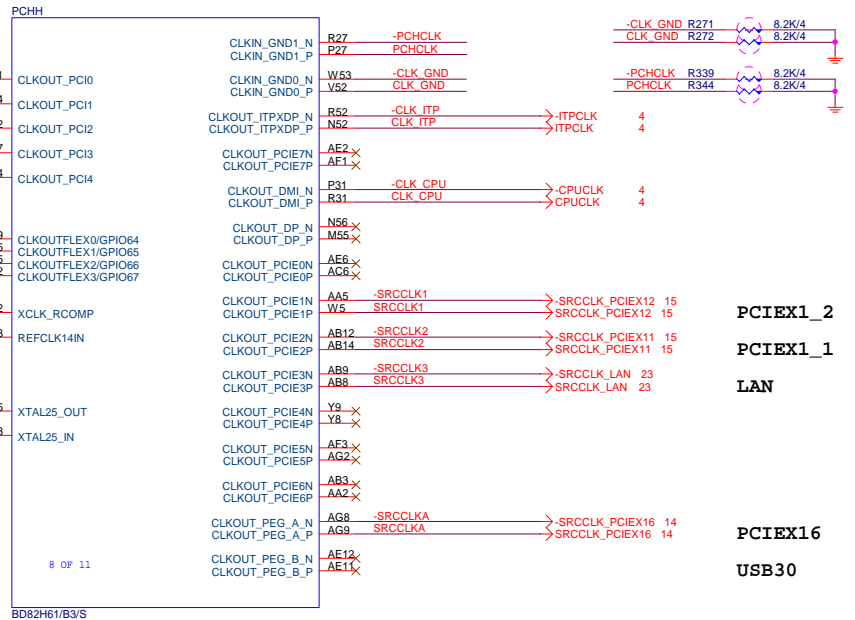 PCHH
CLKIN_GND1_N R27 -PCHCLK
CLKIN_GND1_P P27 PCHCLK
-CLK_GND R271 8.2K/4
CLK_GND R272 8.2K/4
CLKOUT_PCI0
CLKIN_GND0_N W53 -CLK_GND
CLKIN_GND0_P V52 CLK_GND
-PCHCLK R339 8.2K/4
PCHCLK R344 8.2K/4
CLKOUT_PCI1
CLKOUT_ITPXDP_N R52 -CLK_ITP -ITPCLK 4
CLKOUT_PCI2
CLKOUT_ITPXDP_P N52 CLK_ITP ITPCLK 4
CLKOUT_PCI3
CLKOUT_PCIE7N AE2
CLKOUT_PCIE7P AF1
CLKOUT_PCI4
CLKOUT_DMI_N P31 -CLK_CPU -CPUCLK 4
CLKOUT_DMI_P R31 CLK_CPU CPUCLK 4
CLKOUT_DP_N N56
CLKOUT_DP_P M55
CLKOUTFLEX0/GPIO64
CLKOUTFLEX1/GPIO65
CLKOUTFLEX2/GPIO66
CLKOUTFLEX3/GPIO67
CLKOUT_PCIE0N AE6
CLKOUT_PCIE0P AC6
CLKOUT_PCIE1N AA5 -SRCCLK1 -SRCCLK_PCIEX12 15
CLKOUT_PCIE1P W5 SRCCLK1 SRCCLK_PCIEX12 15 PCIEX1_2
XCLK_RCOMP
CLKOUT_PCIE2N AB12 -SRCCLK2 -SRCCLK_PCIEX11 15
CLKOUT_PCIE2P AB14 SRCCLK2 SRCCLK_PCIEX11 15 PCIEX1_1
REFCLK14IN
CLKOUT_PCIE3N AB9 -SRCCLK3 -SRCCLK_LAN 23
CLKOUT_PCIE3P AB8 SRCCLK3 SRCCLK_LAN 23 LAN
XTAL25_OUT
CLKOUT_PCIE4N Y9
CLKOUT_PCIE4P Y8
XTAL25_IN
CLKOUT_PCIE5N AF3
CLKOUT_PCIE5P AG2
CLKOUT_PCIE6N AB3
CLKOUT_PCIE6P AA2
CLKOUT_PEG_A_N AG8 -SRCCLKA -SRCCLK_PCIEX16 14
CLKOUT_PEG_A_P AG9 SRCCLKA SRCCLK_PCIEX16 14 PCIEX16
CLKOUT_PEG_B_N AE12
CLKOUT_PEG_B_P AE11 USB30
8 OF 11
BD82H61/B3/S